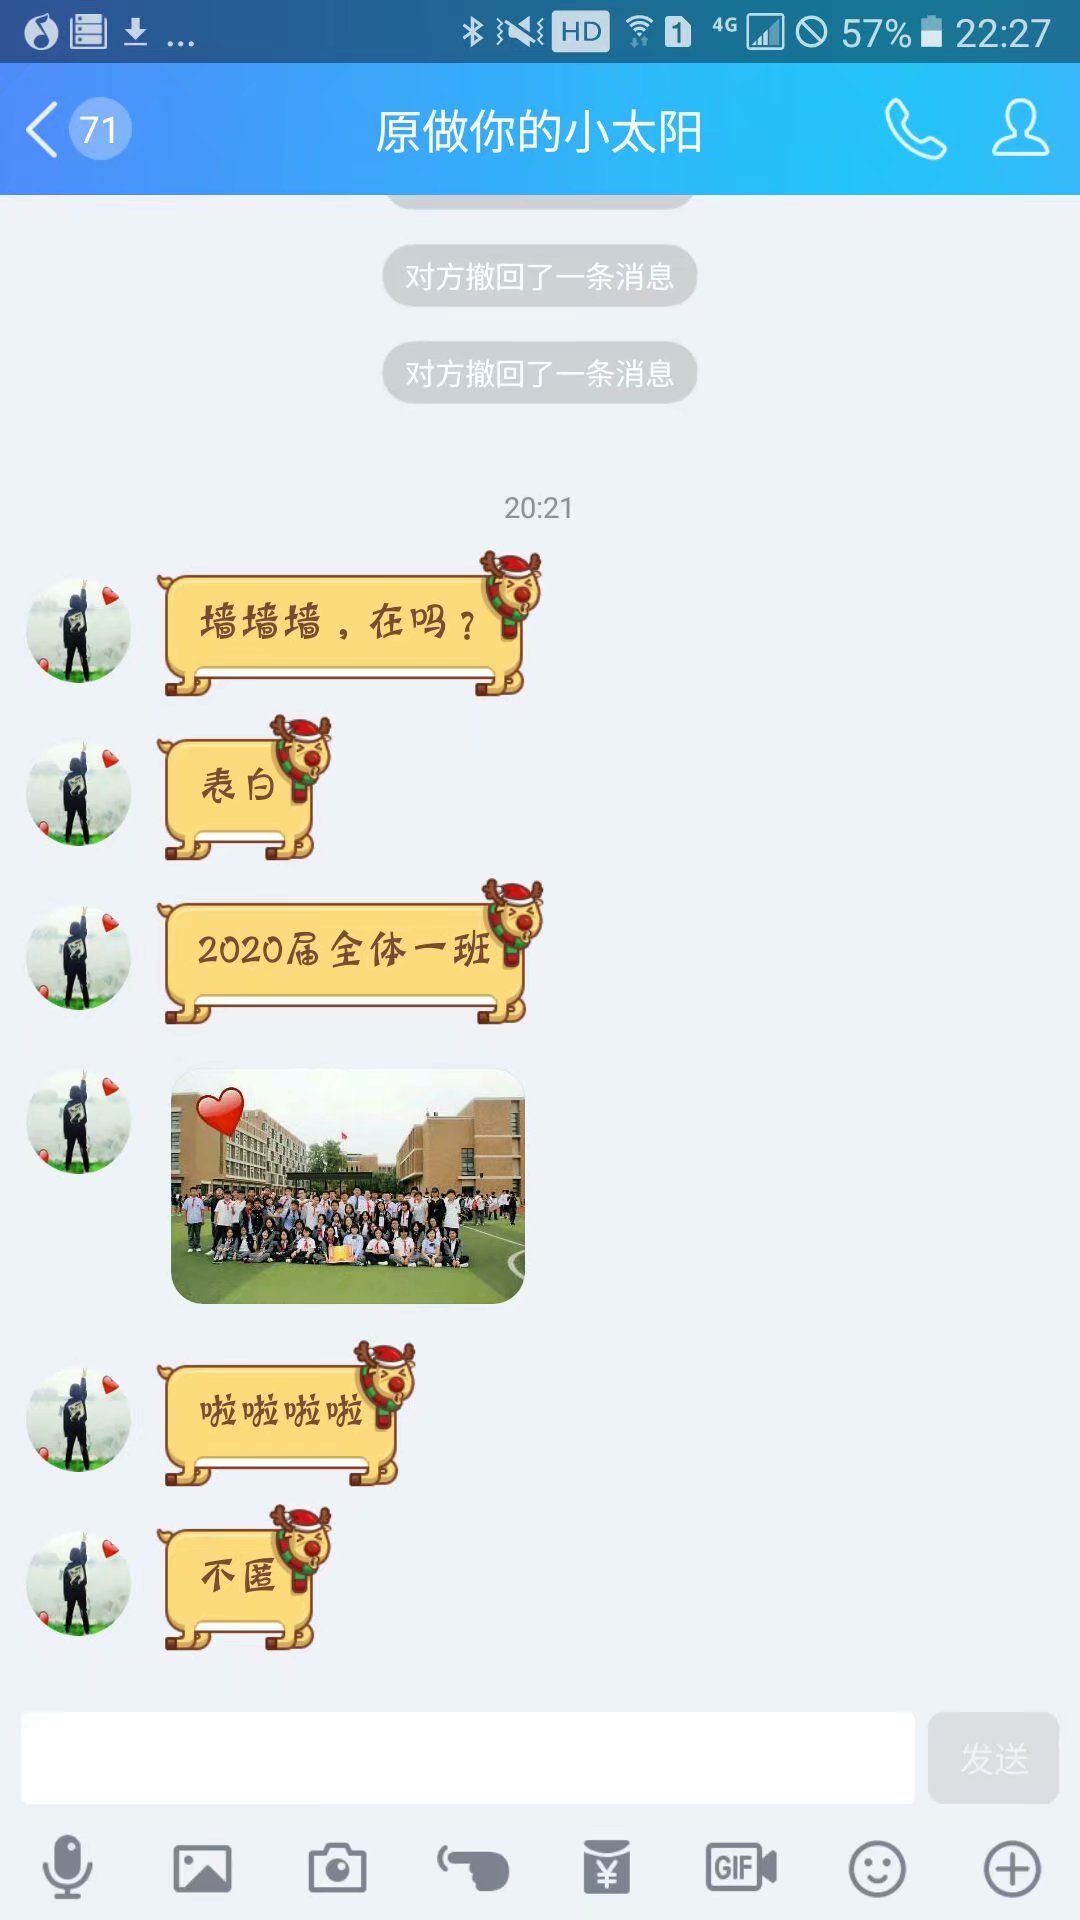 HD 1 4G 57% 22:27
71 原做你的小太阳
对方撤回了一条消息
对方撤回了一条消息
20:21
墙墙墙，在吗？
表白
2020届全体一班
啦啦啦啦
不匿
发送
GIF